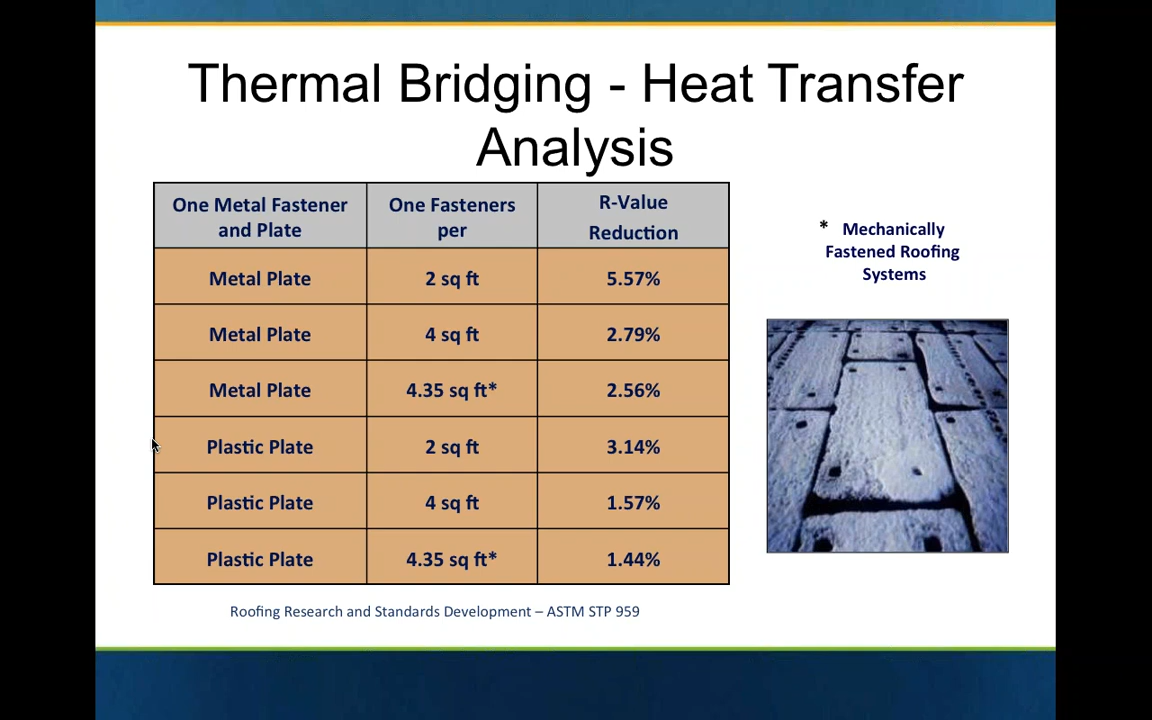 Thermal Bridging - Heat Transfer
Analysis
One Metal Fastener
and Plate
One Fasteners
per
R-Value
Reduction
Metal Plate
2 sq ft
5.57%
Metal Plate
4 sq ft
2.79%
Metal Plate
4.35 sq ft*
2.56%
Plastic Plate
2 sq ft
3.14%
Plastic Plate
4 sq ft
1.57%
Plastic Plate
4.35 sq ft*
1.44%
* Mechanically
Fastened Roofing
Systems
Roofing Research and Standards Development – ASTM STP 959